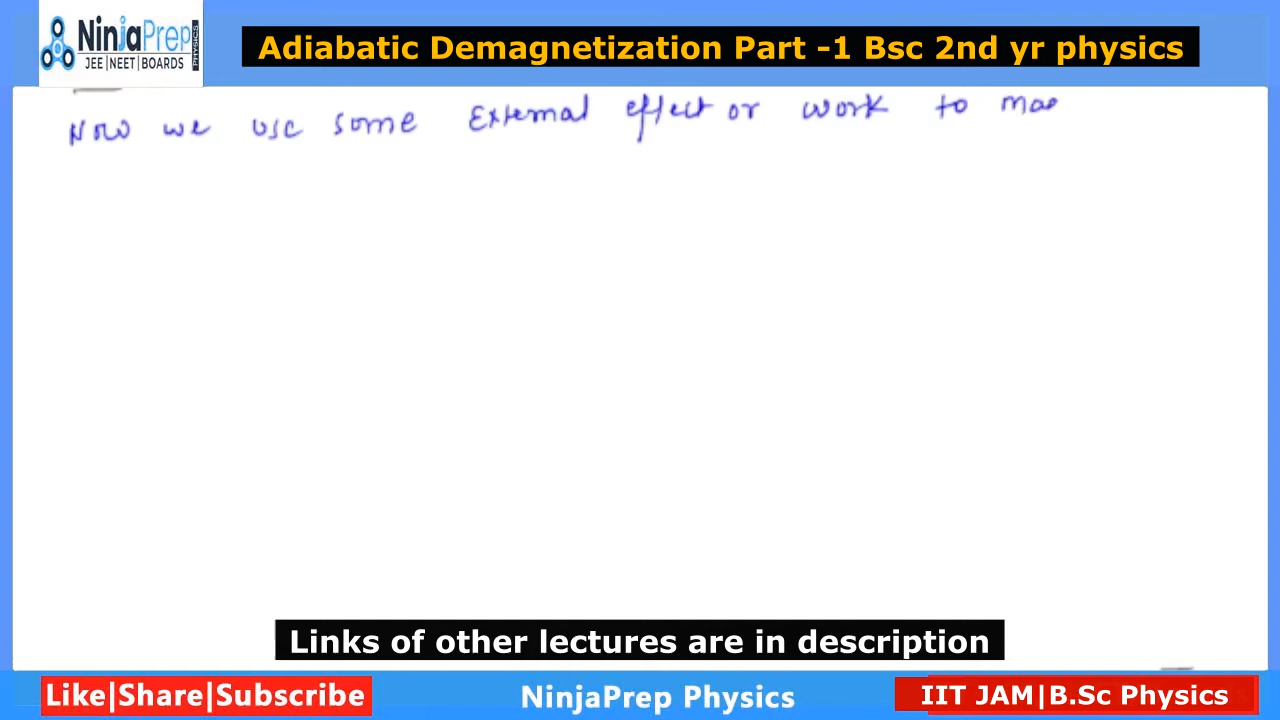 NinjaPrep
JEE|NEET|BOARDS
PHYSICS
Adiabatic Demagnetization Part -1 Bsc 2nd yr physics
Now we use some External effect or work to
Links of other lectures are in description
Like|Share|Subscribe
NinjaPrep Physics
IIT JAM|B.Sc Physics